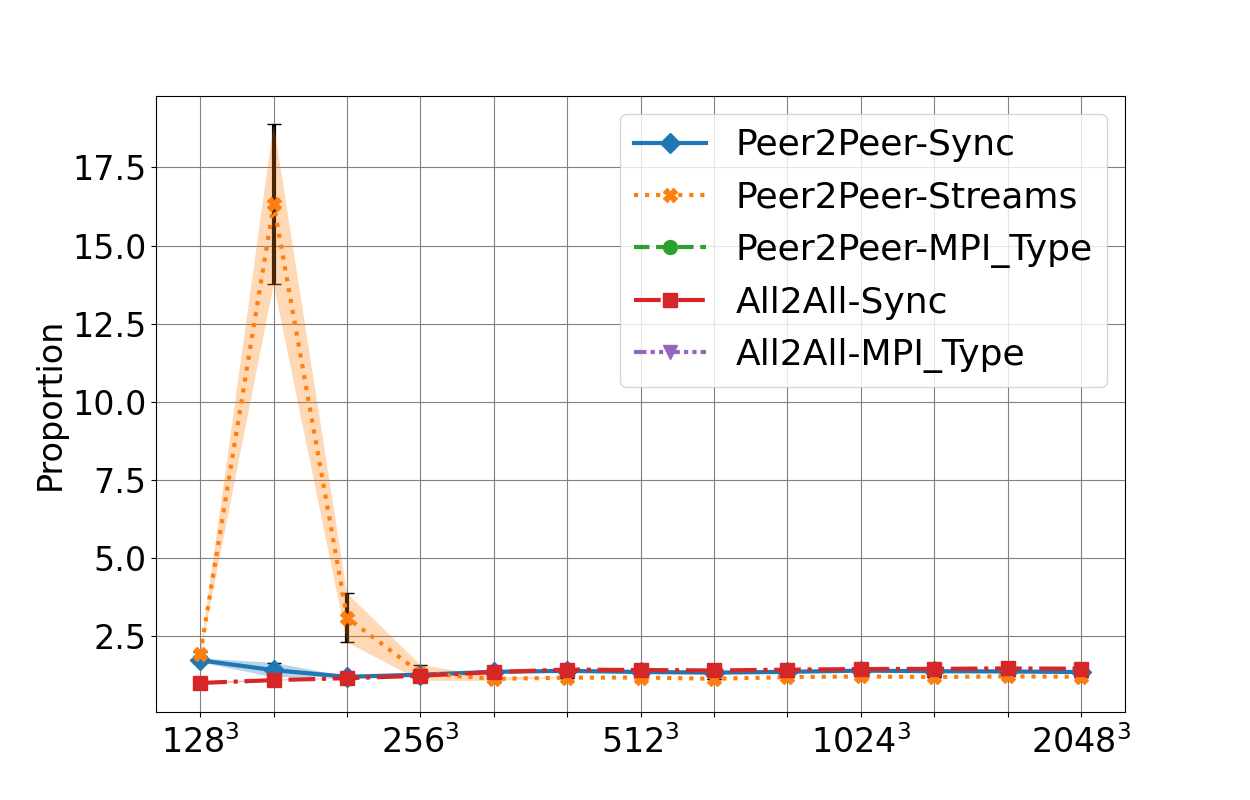 Peer2Peer-Sync
Peer2Peer-Streams
Peer2Peer-MPI_Type
All2All-Sync
All2All-MPI_Type
Proportion
17.5
15.0
12.5
10.0
7.5
5.0
2.5
128³ 256³ 512³ 1024³ 2048³